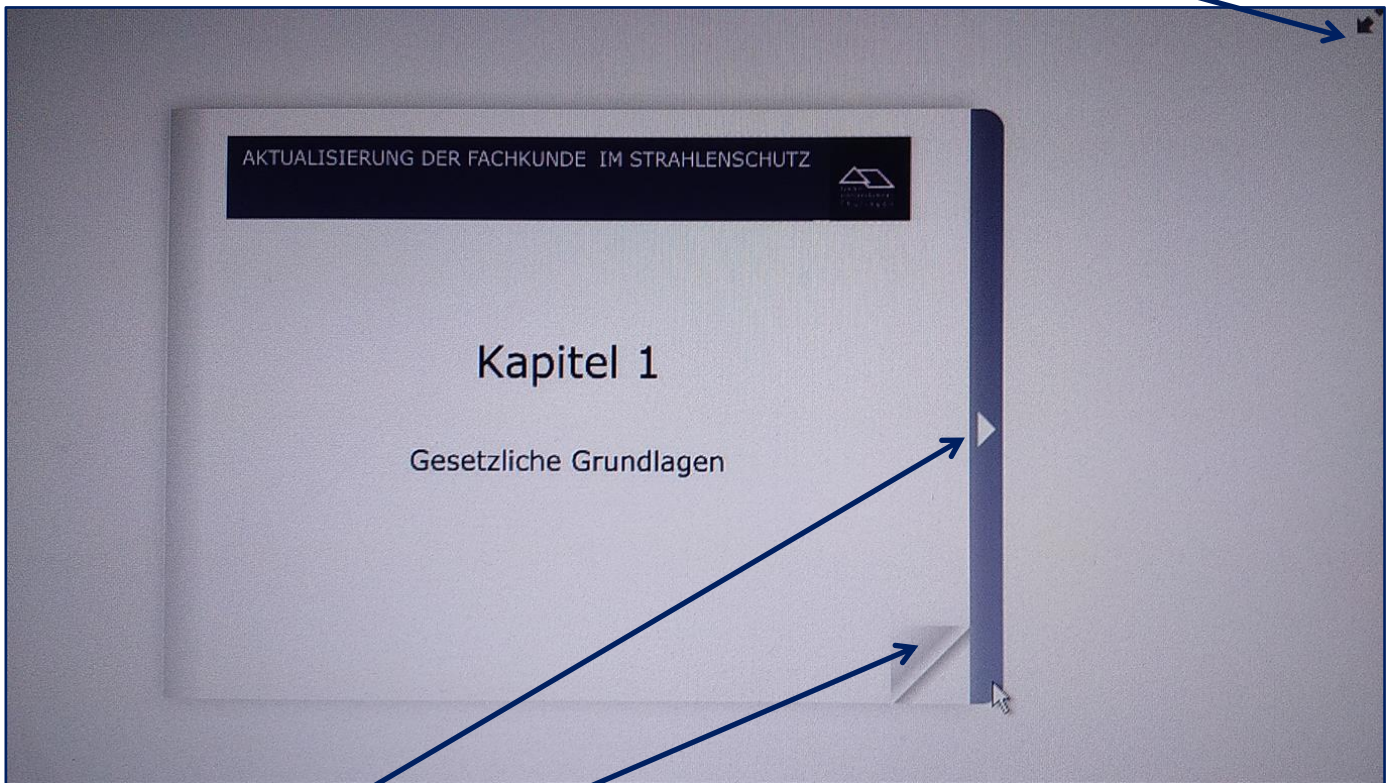 AKTUALISIERUNG DER FACHKUNDE IM STRAHLENSCHUTZ
Kapitel 1
Gesetzliche Grundlagen